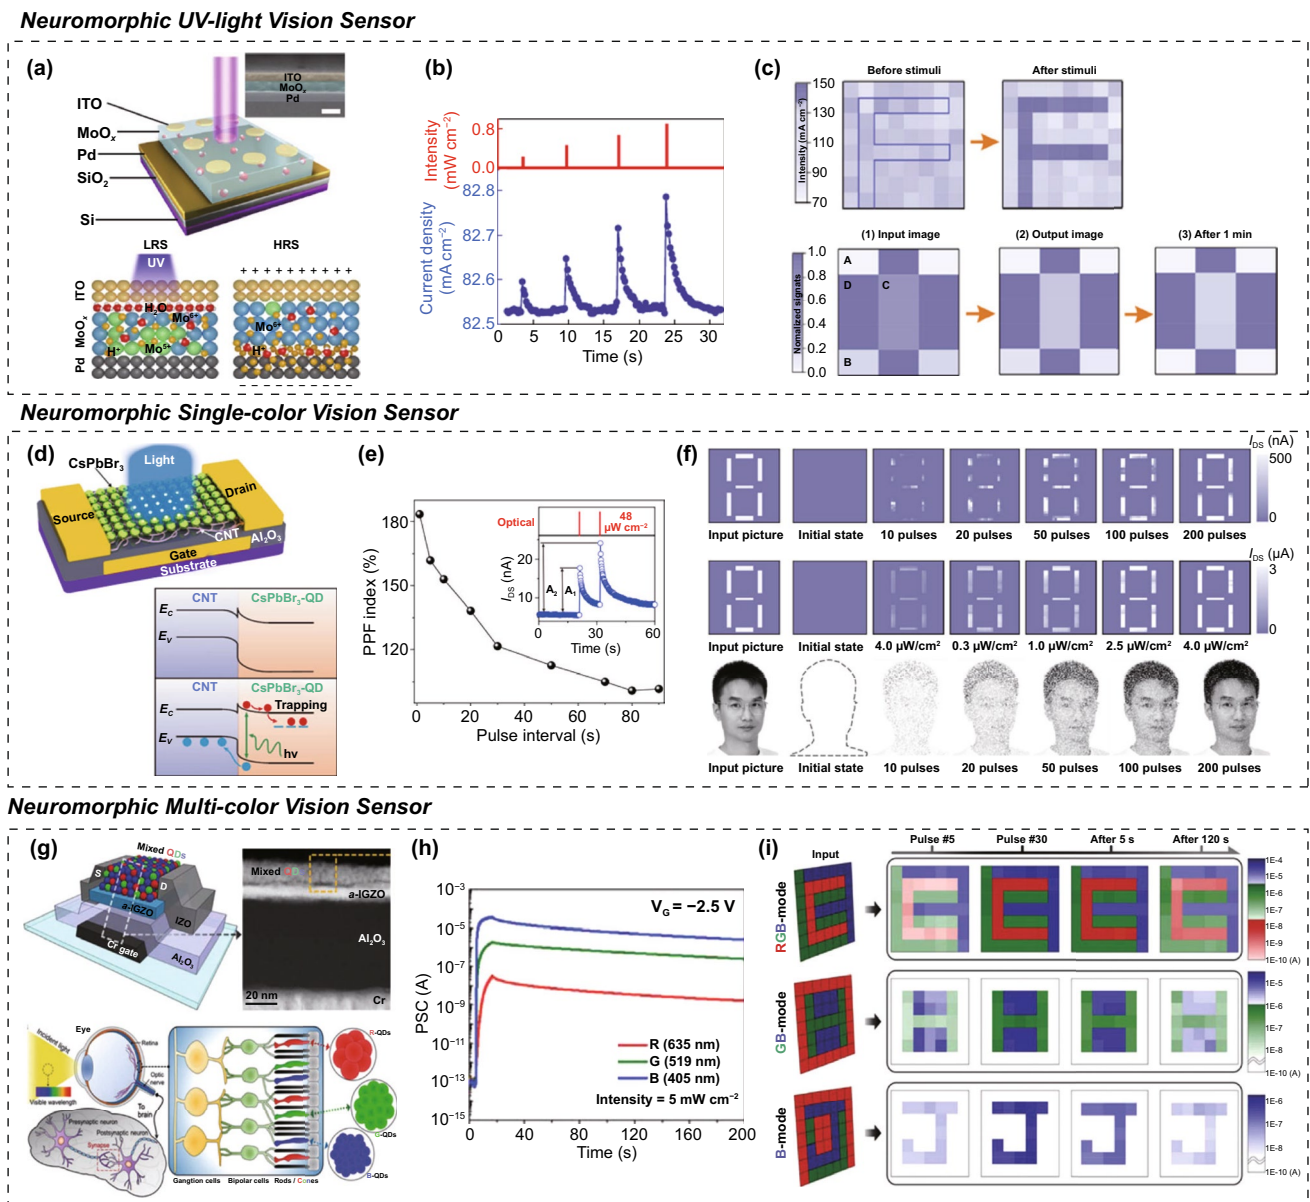 Neuromorphic UV-light Vision Sensor
(a)
ITO
MoOx
Pd
SiO2
Si
ITO
MoOx
Pd
LRS
UV
HRS
+ + + + + + + + + +
ITO
MoOx
Pd
H2O
Mo6+
H+
Mo5+
Mo6+
H+
(b)
Intensity
(mW cm−2)
0.8
0.0
Current density
(mA cm−2)
82.8
82.7
82.6
82.5
0 5 10 15 20 25 30
Time (s)
(c)
Before stimuli
After stimuli
Intensity (mA cm−2)
150
130
110
90
70
(1) Input image
(2) Output image
(3) After 1 min
Nomalized signats
1.0
0.8
0.6
0.4
0.2
0.0
A
D
C
B
Neuromorphic Single-color Vision Sensor
(d)
CsPbBr3
Light
Source
Drain
CNT
Al2O3
Gate
Substrate
CNT
CsPbBr3-QD
EC
EV
CNT
CsPbBr3-QD
EC
Trapping
EV
hv
(e)
PPF index (%)
180
150
120
0 20 40 60 80
Pulse interval (s)
Optical
48
μW cm−2
IDS (nA)
20
10
A2
A1
0 30 60
Time (s)
(f)
IDS (nA)
500
0
Input picture
Initial state
10 pulses
20 pulses
50 pulses
100 pulses
200 pulses
IDS (μA)
3
0
Input picture
Initial state
4.0 μW/cm2
0.3 μW/cm2
1.0 μW/cm2
2.5 μW/cm2
4.0 μW/cm2
Input picture
Initial state
10 pulses
20 pulses
50 pulses
100 pulses
200 pulses
Neuromorphic Multi-color Vision Sensor
(g)
Mixed QDs
S
D
a-IGZO
IZO
Cr gate
Al2O3
Mixed QD
a-IGZO
Al2O3
20 nm
Cr
Eye
Incident light
Retina
Optic
nerve
Visible wavelength
To
brain
Presynaptic neuron
Postsynaptic neuron
Synapse
R-QDs
G-QDs
B-QDs
Ganglion cells
Bipolar cells
Rods / Cones
(h)
VG = −2.5 V
PSC (A)
10−3
10−5
10−7
10−9
10−11
10−13
10−15
R (635 nm)
G (519 nm)
B (405 nm)
Intensity = 5 mW cm−2
0 40 80 120 160 200
Time (s)
(i)
Input
Pulse #5
Pulse #30
After 5 s
After 120 s
RGB-mode
1E-4
1E-5
1E-6
1E-7
1E-8
1E-9
1E-10 (A)
GB-mode
1E-5
1E-6
1E-7
1E-8
1E-10 (A)
B-mode
1E-6
1E-8
1E-10 (A)